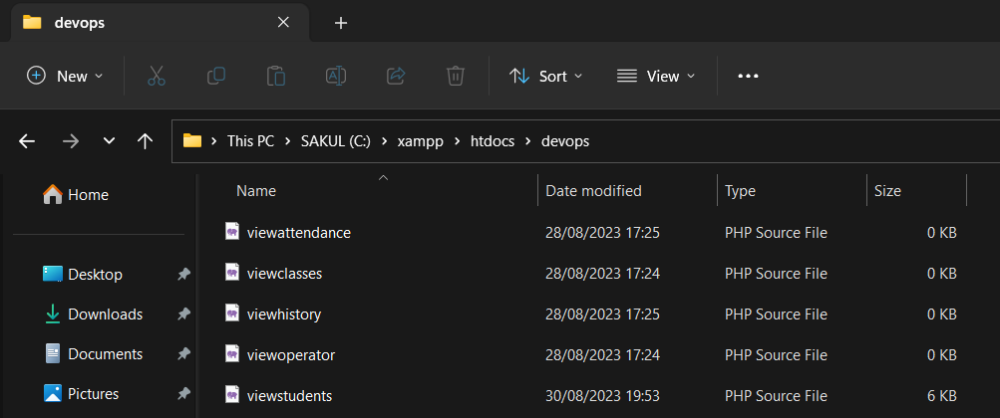 devops
New Sort View
This PC SAKUL (C:) xampp htdocs devops
Home
Desktop
Downloads
Documents
Pictures
Name Date modified Type Size
viewattendance 28/08/2023 17:25 PHP Source File 0 KB
viewclasses 28/08/2023 17:24 PHP Source File 0 KB
viewhistory 28/08/2023 17:25 PHP Source File 0 KB
viewoperator 28/08/2023 17:24 PHP Source File 0 KB
viewstudents 30/08/2023 19:53 PHP Source File 6 KB